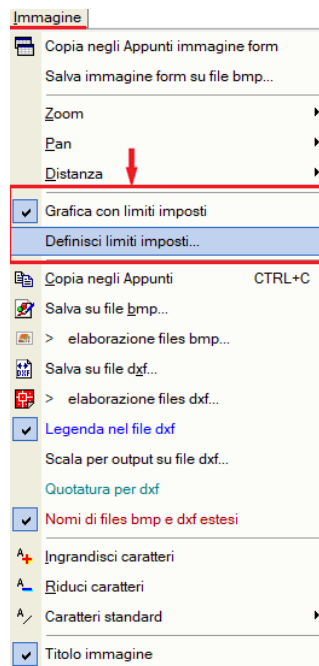 Immagine
Copia negli Appunti immagine form
Salva immagine form su file bmp...
Zoom
Pan
Distanza
Grafica con limiti imposti
Definisci limiti imposti...
Copia negli Appunti CTRL+C
Salva su file bmp...
> elaborazione files bmp...
Salva su file dxf...
> elaborazione files dxf...
Legenda nel file dxf
Scala per output su file dxf...
Quotatura per dxf
Nomi di files bmp e dxf estesi
Ingrandisci caratteri
Riduci caratteri
Caratteri standard
Titolo immagine